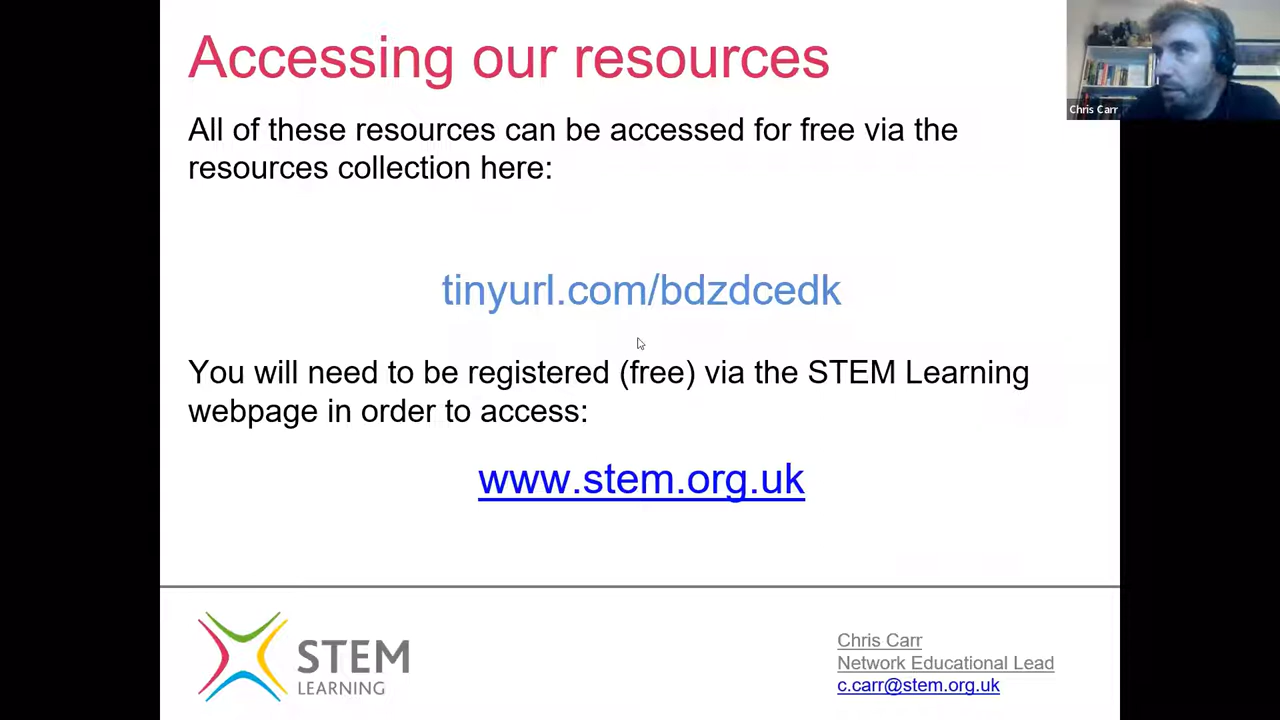 Accessing our resources
Chris Carr
All of these resources can be accessed for free via the
resources collection here:
tinyurl.com/bdzdcedk
You will need to be registered (free) via the STEM Learning
webpage in order to access:
www.stem.org.uk
STEM
LEARNING
Chris Carr
Network Educational Lead
c.carr@stem.org.uk